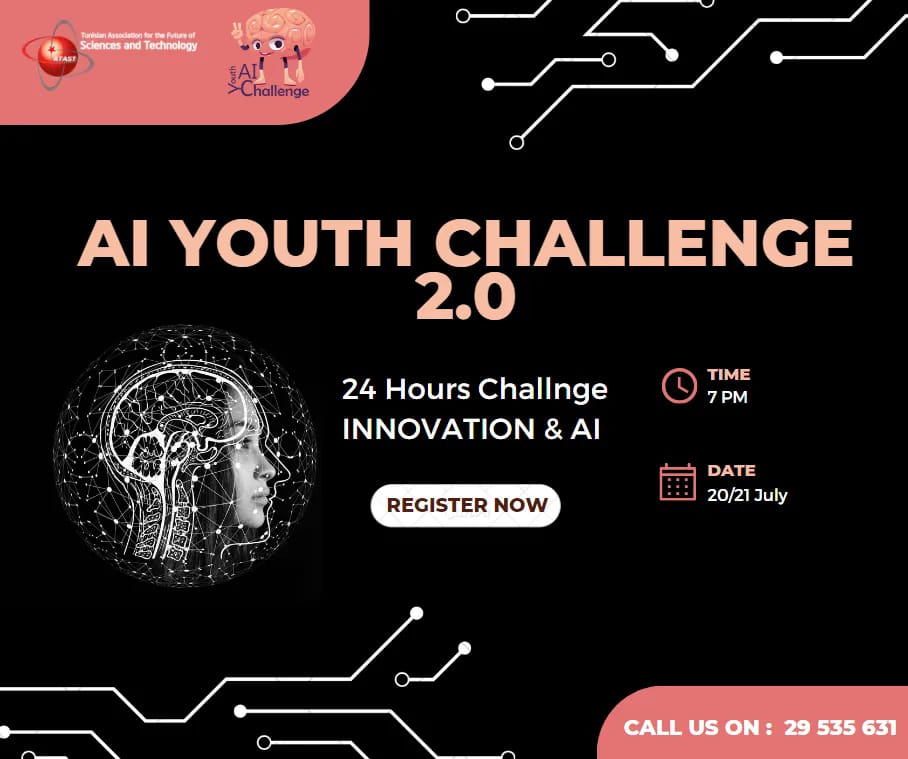 Tunisian Association for the Future of
Sciences and Technology
ATAST
Youth
AI
Challenge
AI YOUTH CHALLENGE
2.0
24 Hours Challnge
INNOVATION & AI
REGISTER NOW
TIME
7 PM
DATE
20/21 July
CALL US ON : 29 535 631